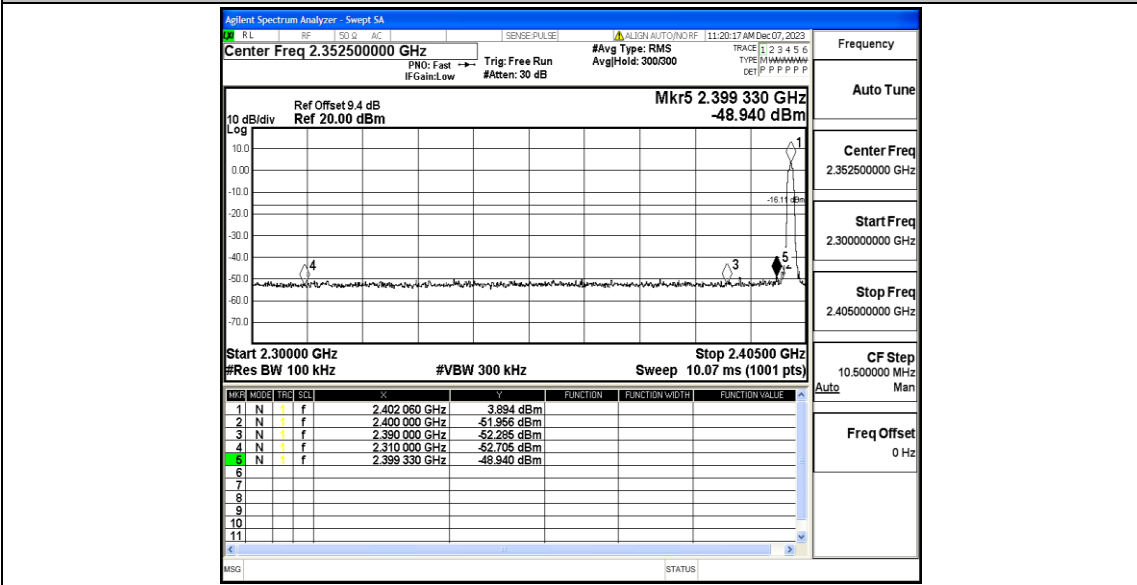 Agilent Spectrum Analyzer - Swept SA
RL RF 50 Ω AC SENSE:PULSE ALIGN AUTO/NO RF 11:20:17 AM Dec 07, 2023
Center Freq 2.352500000 GHz
PNO: Fast
IFGain:Low
Trig: Free Run
#Atten: 30 dB
#Avg Type: RMS
Avg|Hold: 300/300
TRACE 1 2 3 4 5 6
TYPE M
DET P P P P P P
Frequency
Auto Tune
Center Freq
2.352500000 GHz
Start Freq
2.300000000 GHz
Stop Freq
2.405000000 GHz
CF Step
10.500000 MHz
Auto Man
Freq Offset
0 Hz
Mkr5 2.399 330 GHz
-48.940 dBm
Ref Offset 9.4 dB
10 dB/div Ref 20.00 dBm
Log
10.0
0.00
-10.0
-20.0
-30.0
-40.0
-50.0
-60.0
-70.0
1
-16.11 dBm
4
3
5
2
Start 2.30000 GHz Stop 2.40500 GHz
#Res BW 100 kHz #VBW 300 kHz Sweep 10.07 ms (1001 pts)
MKR MODE TRC SCL X Y FUNCTION FUNCTION WIDTH FUNCTION VALUE
1 N 1 f 2.402 060 GHz 3.894 dBm
2 N 1 f 2.400 000 GHz -51.956 dBm
3 N 1 f 2.390 000 GHz -52.285 dBm
4 N 1 f 2.310 000 GHz -52.705 dBm
5 N 1 f 2.399 330 GHz -48.940 dBm
6
7
8
9
10
11
MSG STATUS